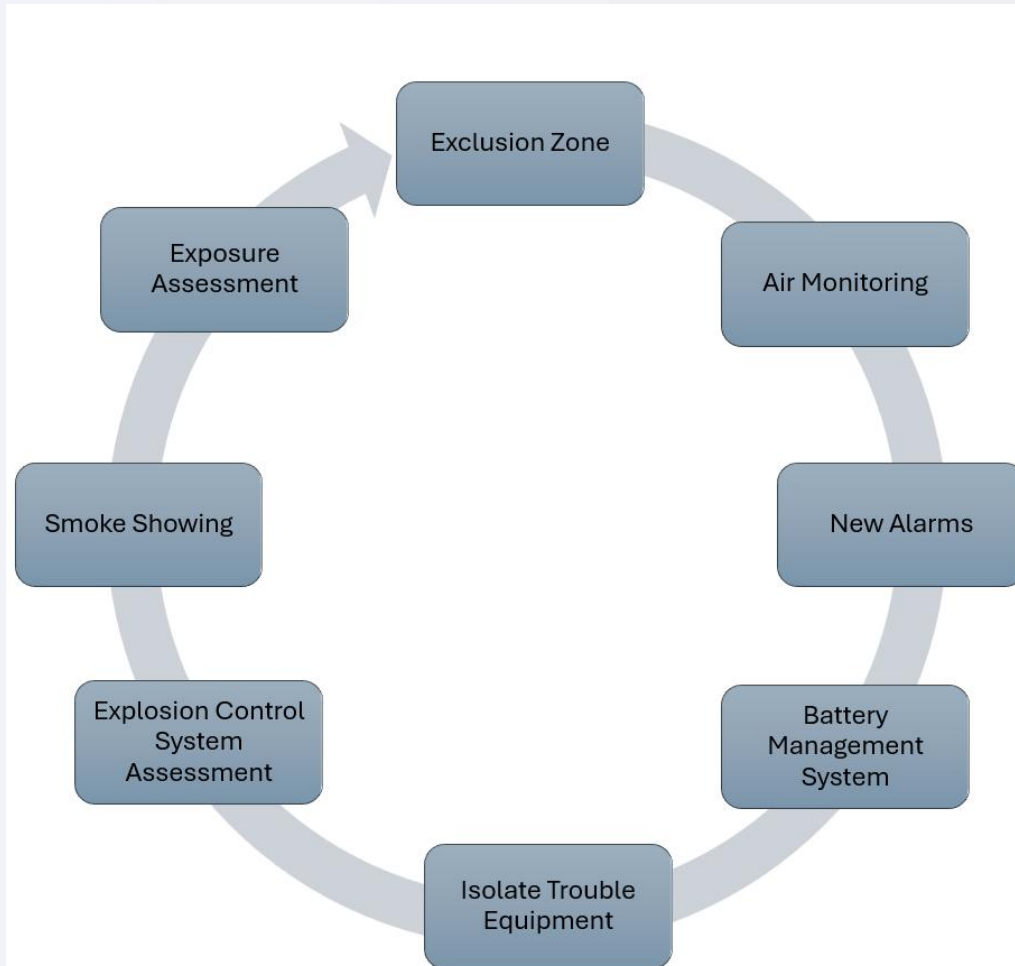 Exclusion Zone
Air Monitoring
New Alarms
Battery
Management
System
Isolate Trouble
Equipment
Explosion Control
System
Assessment
Smoke Showing
Exposure
Assessment